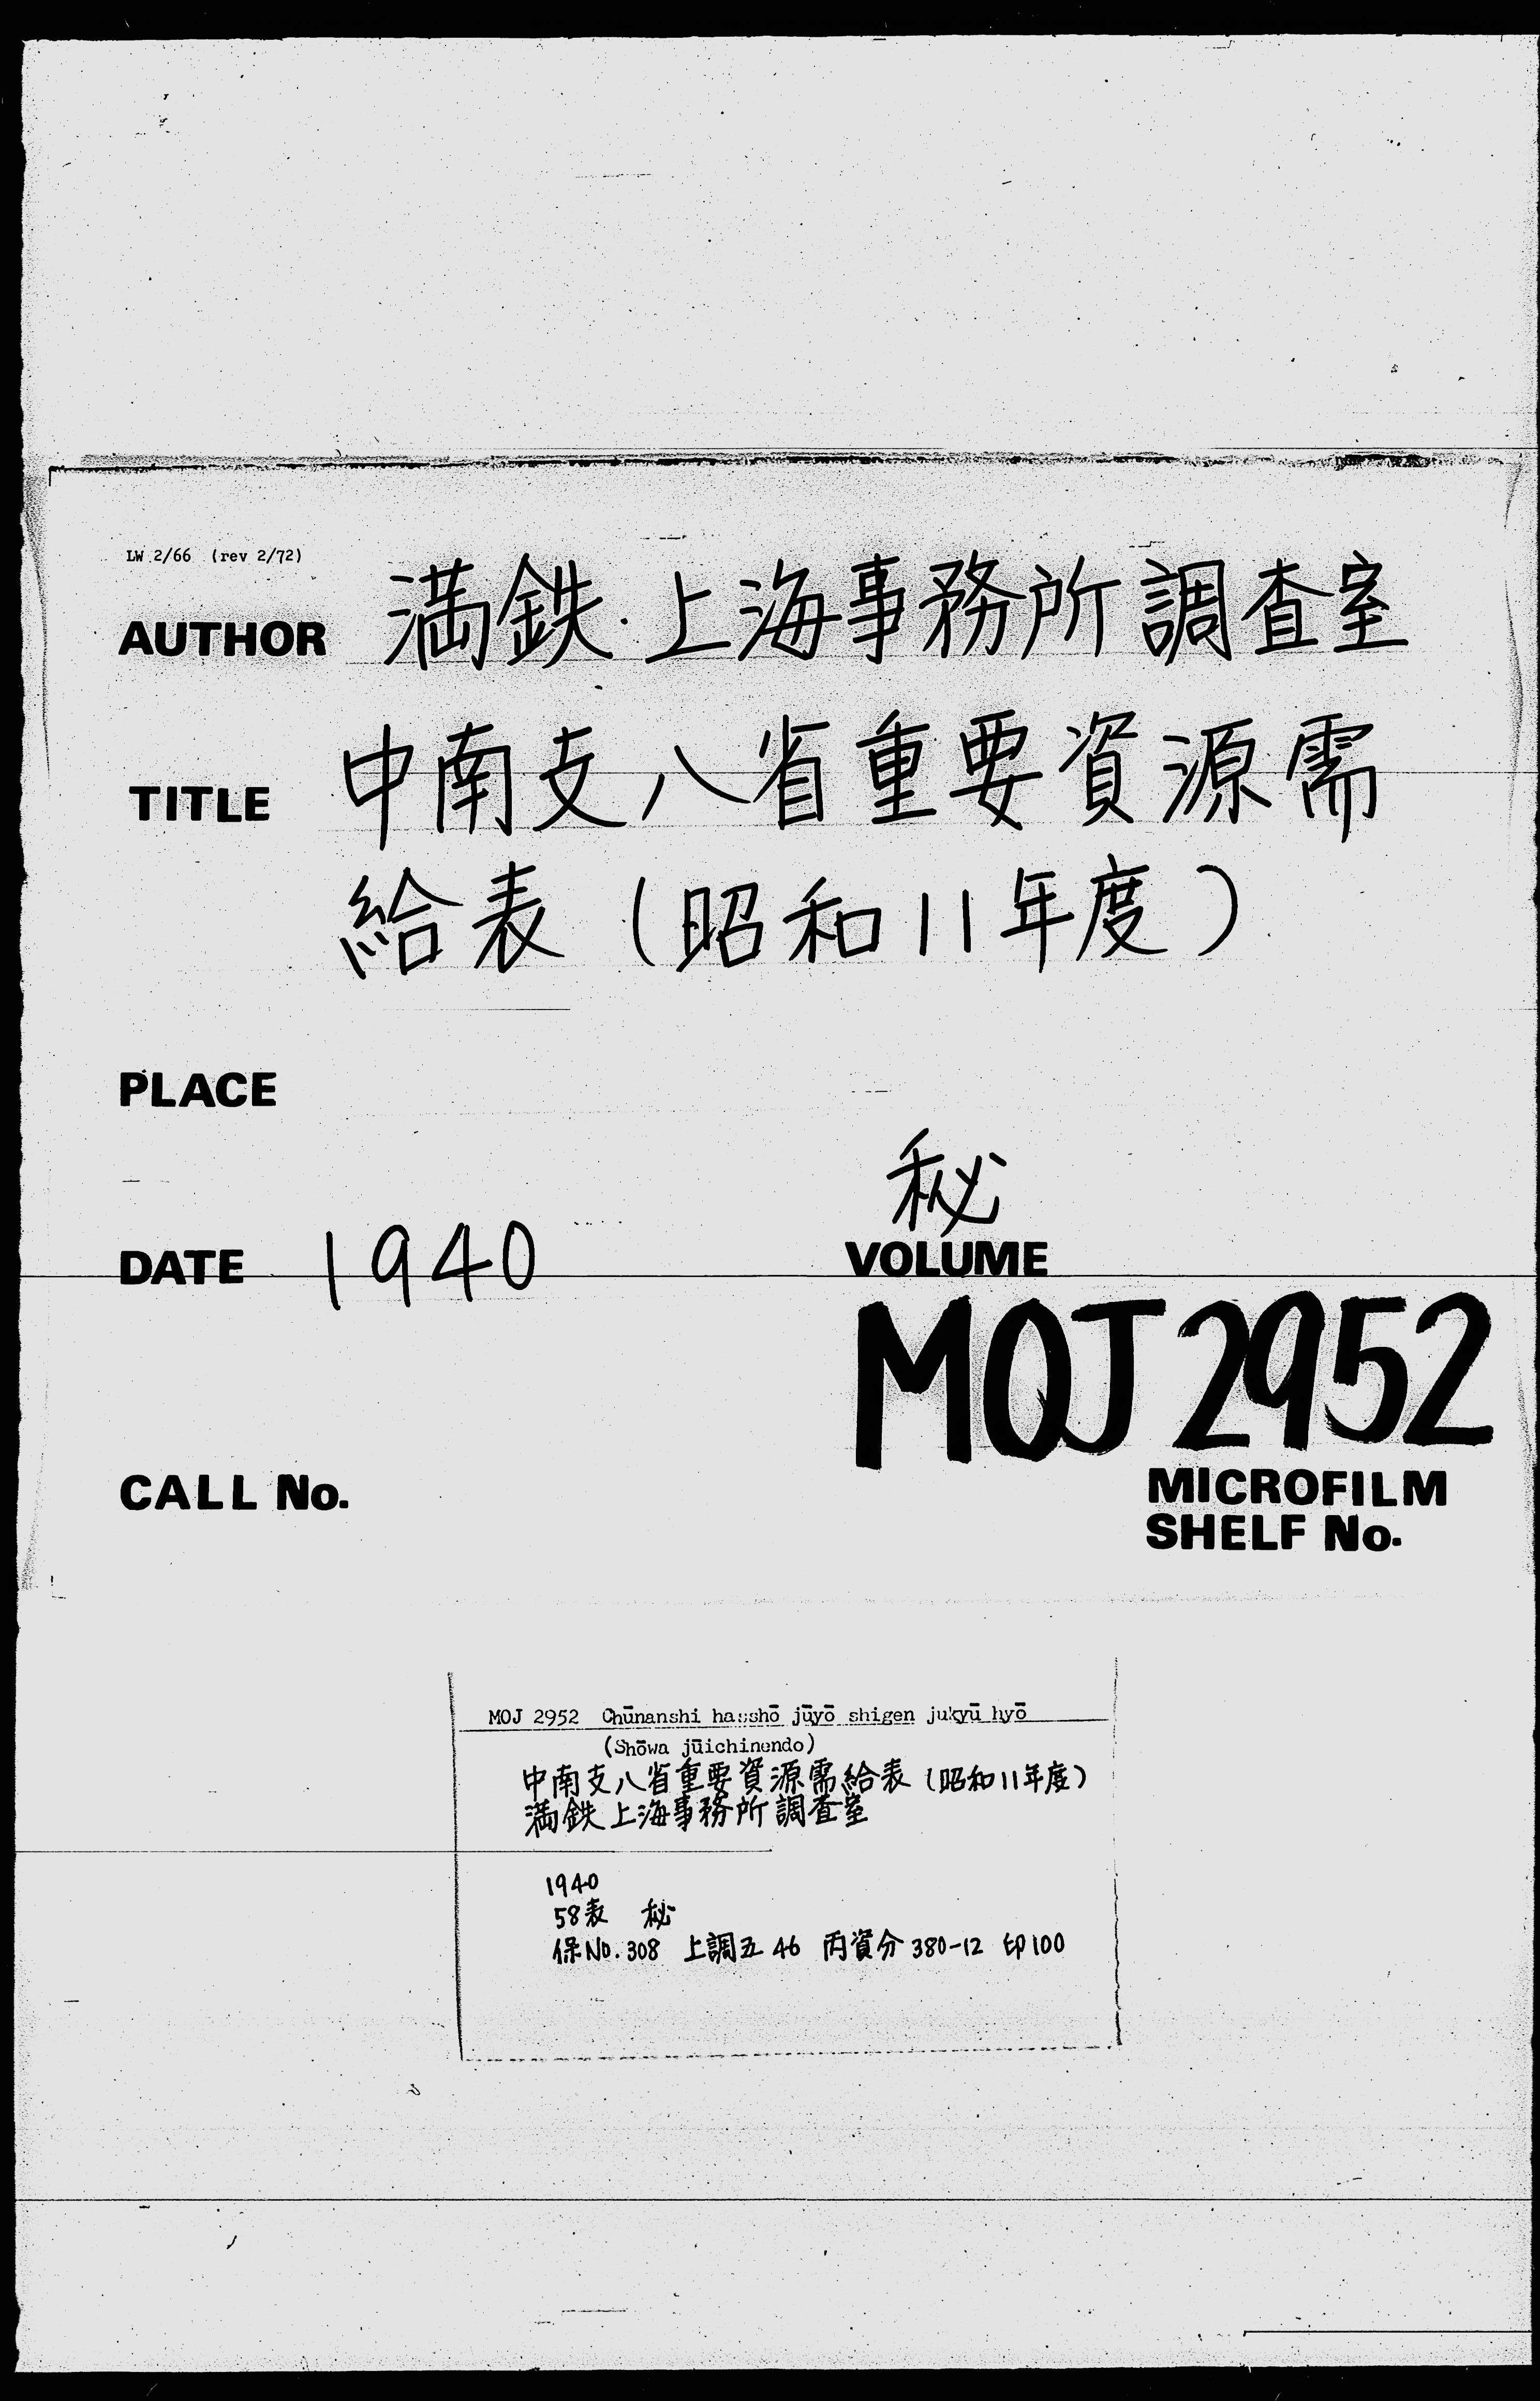 LW 2/66 (rev 2/72)
AUTHOR 満鉄・上海事務所調査室
TITLE 中南支八省重要資源需
給表(昭和11年度)
PLACE
秘
DATE 1940 VOLUME
MOJ 2952
CALL No.
MICROFILM
SHELF No.
MOJ 2952 Chūnanshi hasshō jūyō shigen jukyū hyō
(Shōwa jūichinendo)
中南支八省重要資源需給表(昭和11年度)
満鉄上海事務所調査室
1940
58表 秘
保No.308 上調五46 丙資分380-12 印100